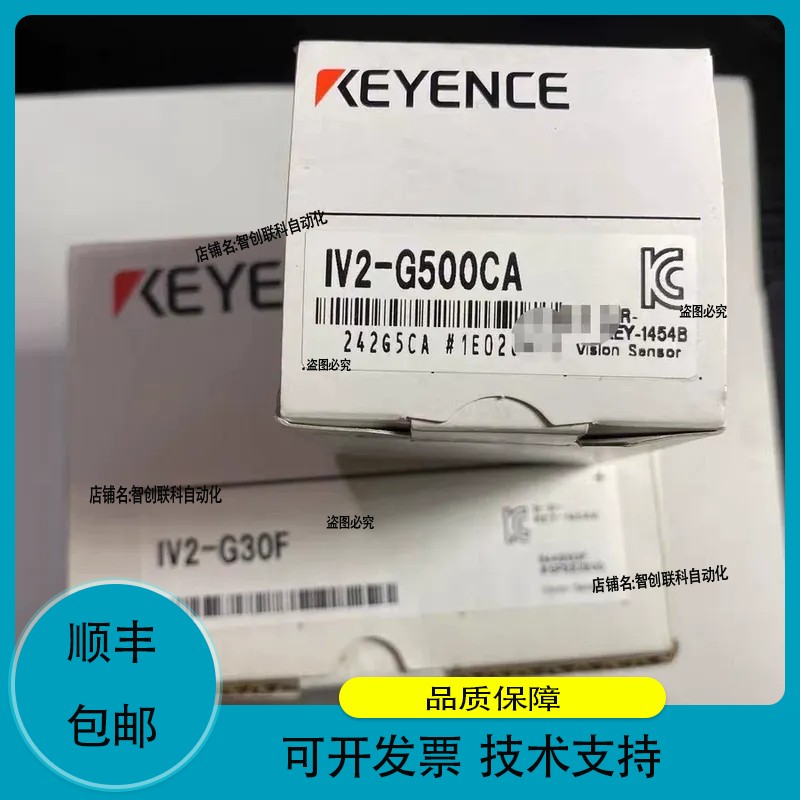 KEYENCE
店铺名:智创联科自动化
IV2-G500CA
盗图必究
R-
EY-1454B
Vision Sensor
242G5CA #1E02
盗图必究
KEYENCE
店铺名:智创联科自动化
盗图必究
IV2-G30F
店铺名:智创联科自动化
顺丰
包邮
品质保障
可开发票 技术支持